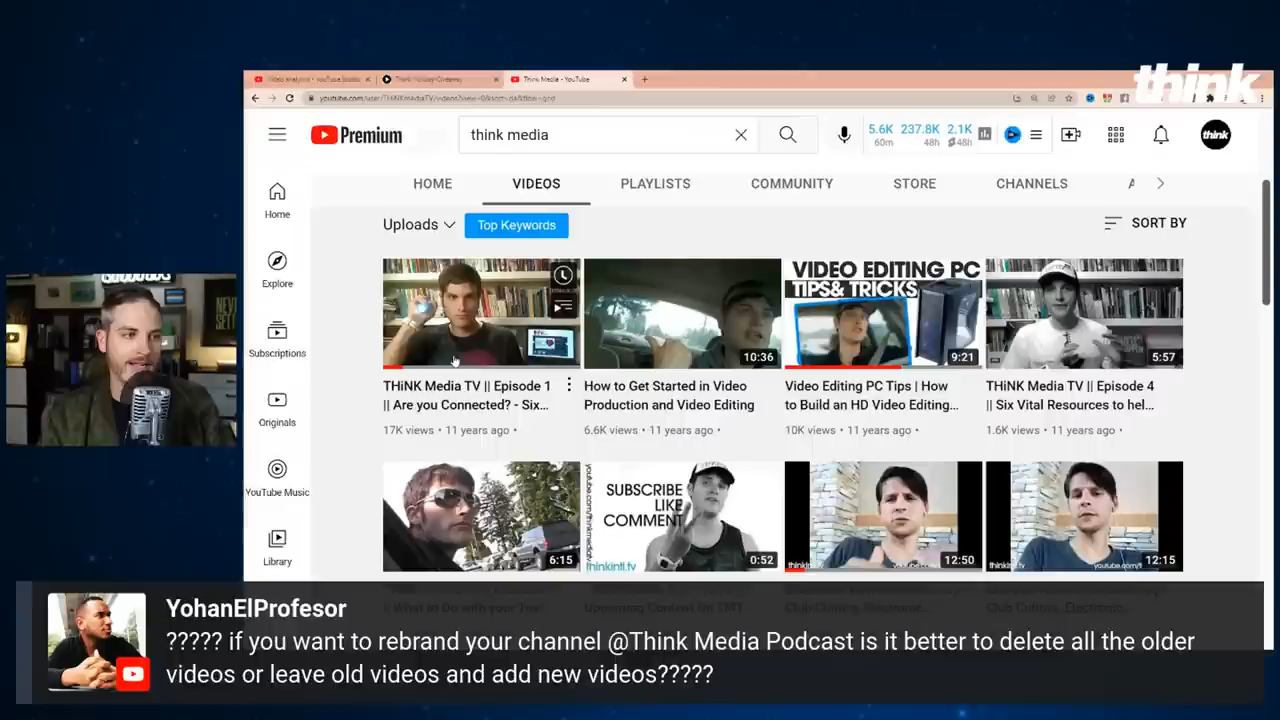 think
Think Media - YouTube
Premium
think media
5.6K 237.8K 2.1K
60m 48h 48h
think
HOME VIDEOS PLAYLISTS COMMUNITY STORE CHANNELS
Uploads Top Keywords SORT BY
Home
Explore
Subscriptions
Originals
YouTube Music
Library
VIDEO EDITING PC
TIPS& TRICKS
10:36 9:21 5:57
THiNK Media TV || Episode 1
|| Are you Connected? - Six...
17K views • 11 years ago •
How to Get Started in Video
Production and Video Editing
6.6K views • 11 years ago •
Video Editing PC Tips | How
to Build an HD Video Editing...
10K views • 11 years ago •
THiNK Media TV || Episode 4
|| Six Vital Resources to hel...
1.6K views • 11 years ago •
SUBSCRIBE
LIKE
COMMENT
thinkintl.tv
6:15 0:52 12:50 12:15
YohanElProfesor
????? if you want to rebrand your channel @Think Media Podcast is it better to delete all the older
videos or leave old videos and add new videos?????